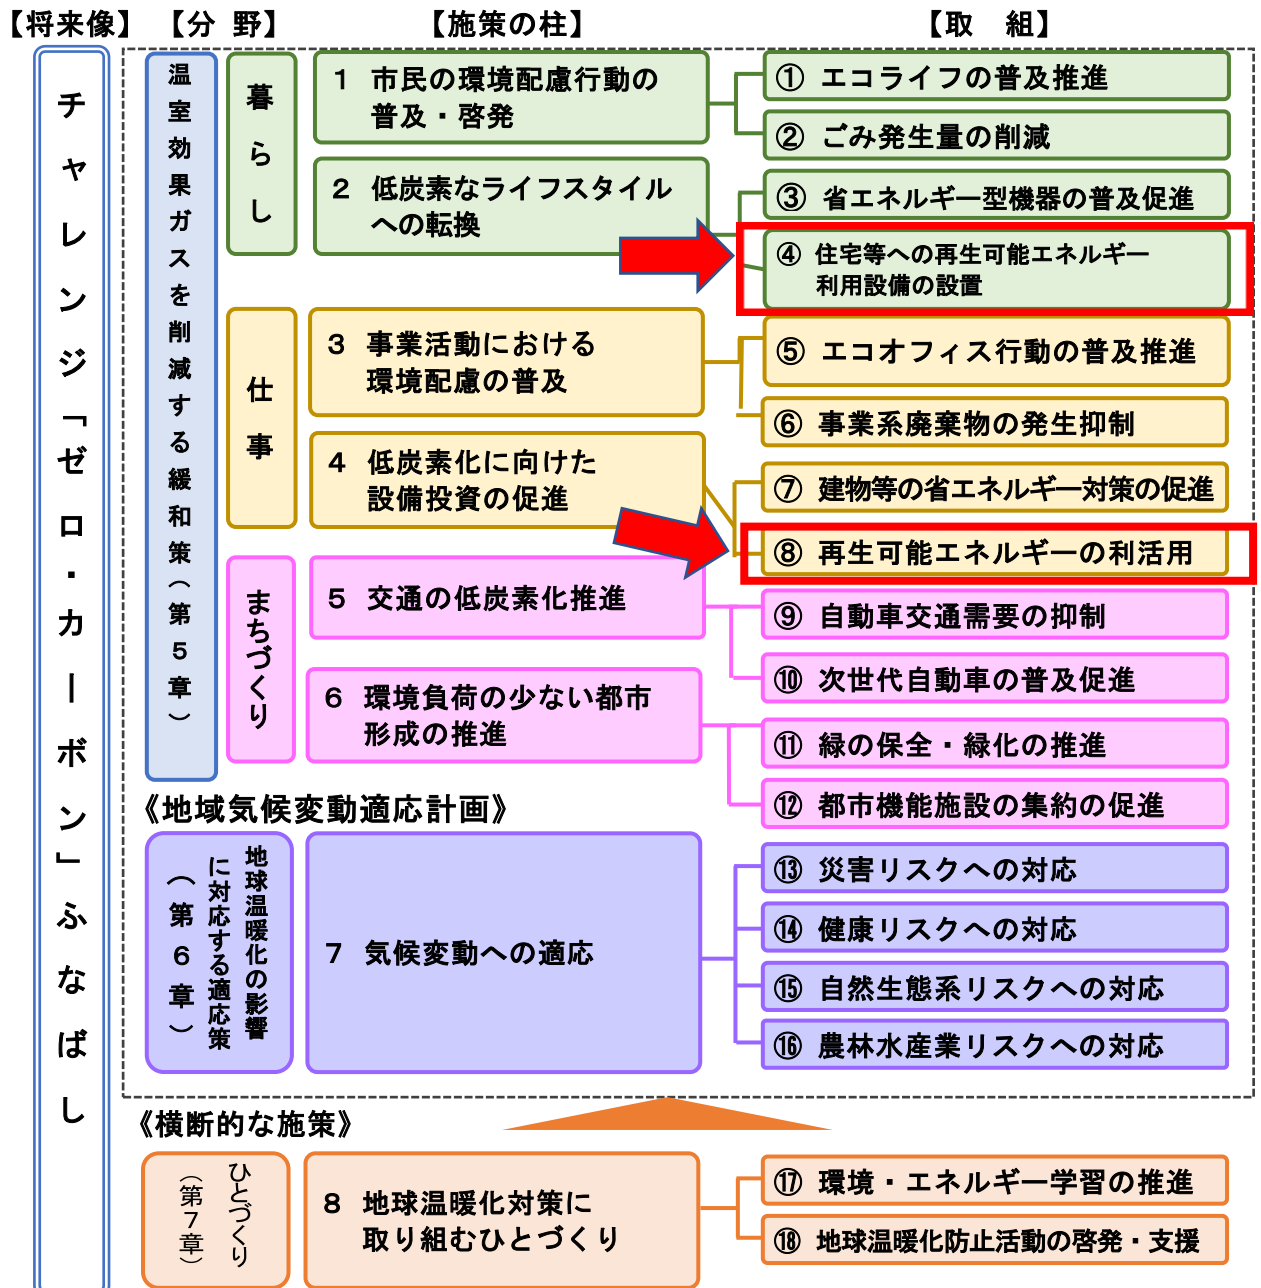 【将来像】 【分 野】 【施策の柱】 【取 組】
チャレンジ「ゼロ・カーボン」ふなばし
温室効果ガスを削減する緩和策（第５章）
暮らし
１ 市民の環境配慮行動の
普及・啓発
① エコライフの普及推進
② ごみ発生量の削減
２ 低炭素なライフスタイル
への転換
③ 省エネルギー型機器の普及促進
④ 住宅等への再生可能エネルギー
利用設備の設置
仕事
３ 事業活動における
環境配慮の普及
⑤ エコオフィス行動の普及推進
⑥ 事業系廃棄物の発生抑制
４ 低炭素化に向けた
設備投資の促進
⑦ 建物等の省エネルギー対策の促進
⑧ 再生可能エネルギーの利活用
まちづくり
５ 交通の低炭素化推進
⑨ 自動車交通需要の抑制
⑩ 次世代自動車の普及促進
６ 環境負荷の少ない都市
形成の推進
⑪ 緑の保全・緑化の推進
⑫ 都市機能施設の集約の促進
《地域気候変動適応計画》
地球温暖化の影響
に対応する適応策
（第６章）
７ 気候変動への適応
⑬ 災害リスクへの対応
⑭ 健康リスクへの対応
⑮ 自然生態系リスクへの対応
⑯ 農林水産業リスクへの対応
《横断的な施策》
ひとづくり
（第７章）
８ 地球温暖化対策に
取り組むひとづくり
⑰ 環境・エネルギー学習の推進
⑱ 地球温暖化防止活動の啓発・支援